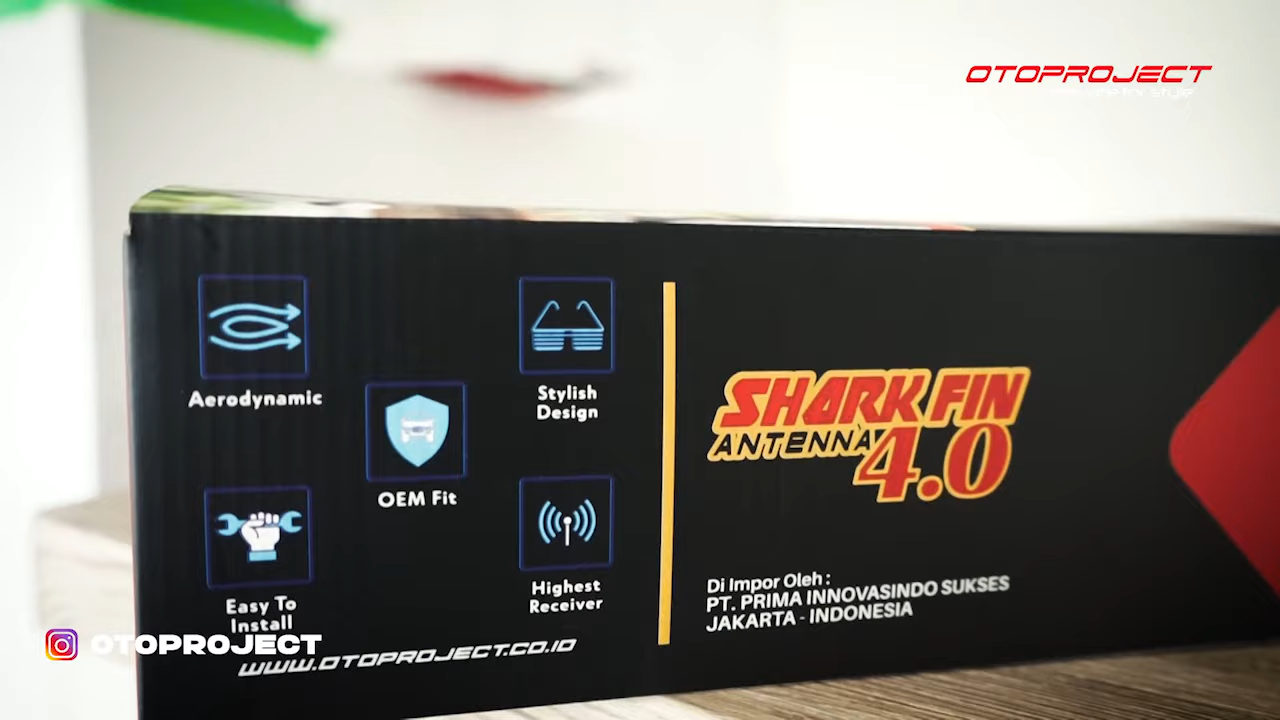 OTOPROJECT
Aerodynamic
Stylish
Design
OEM Fit
Easy To
Install
Highest
Receiver
WWW.OTOPROJECT.CO.ID
SHARK FIN
ANTENNA 4.0
Di Impor Oleh :
PT. PRIMA INNOVASINDO SUKSES
JAKARTA - INDONESIA
OTOPROJECT